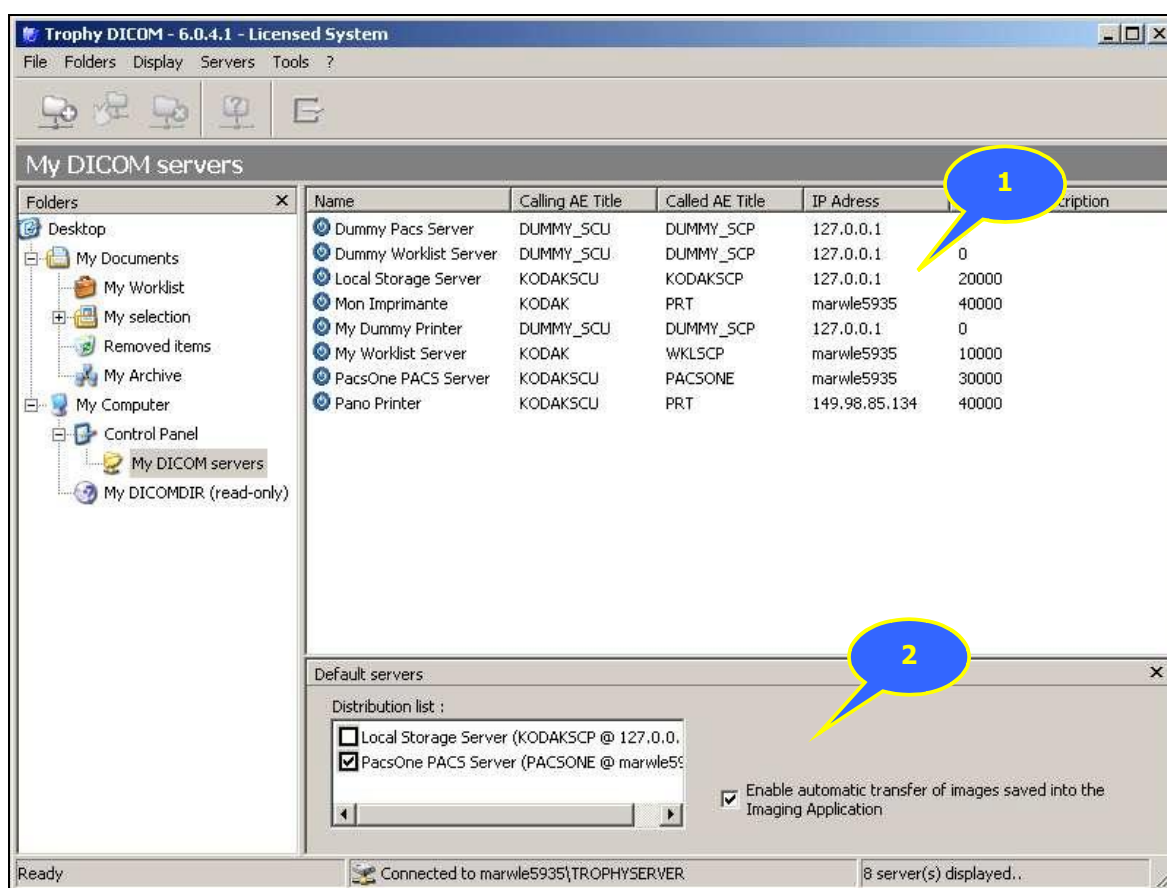 Trophy DICOM - 6.0.4.1 - Licensed System
File Folders Display Servers Tools ?
My DICOM servers
Folders
Desktop
My Documents
My Worklist
My selection
Removed items
My Archive
My Computer
Control Panel
My DICOM servers
My DICOMDIR (read-only)
Name Calling AE Title Called AE Title IP Adress cription
Dummy Pacs Server DUMMY_SCU DUMMY_SCP 127.0.0.1
Dummy Worklist Server DUMMY_SCU DUMMY_SCP 127.0.0.1 0
Local Storage Server KODAKSCU KODAKSCP 127.0.0.1 20000
Mon Imprimante KODAK PRT marwle5935 40000
My Dummy Printer DUMMY_SCU DUMMY_SCP 127.0.0.1 0
My Worklist Server KODAK WKLSCP marwle5935 10000
PacsOne PACS Server KODAKSCU PACSONE marwle5935 30000
Pano Printer KODAKSCU PRT 149.98.85.134 40000
1
2
Default servers
Distribution list :
Local Storage Server (KODAKSCP @ 127.0.0.
PacsOne PACS Server (PACSONE @ marwle59
Enable automatic transfer of images saved into the
Imaging Application
Ready Connected to marwle5935\TROPHYSERVER 8 server(s) displayed..